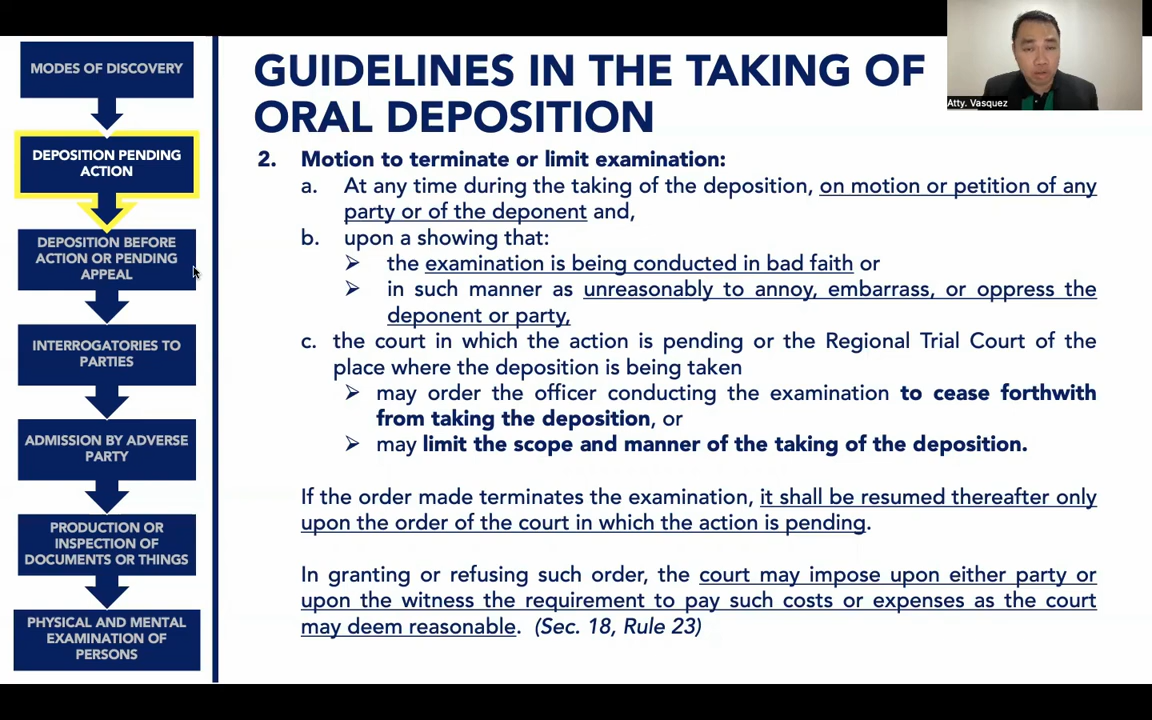 MODES OF DISCOVERY
DEPOSITION PENDING
ACTION
DEPOSITION BEFORE
ACTION OR PENDING
APPEAL
INTERROGATORIES TO
PARTIES
ADMISSION BY ADVERSE
PARTY
PRODUCTION OR
INSPECTION OF
DOCUMENTS OR THINGS
PHYSICAL AND MENTAL
EXAMINATION OF
PERSONS
GUIDELINES IN THE TAKING OF
ORAL DEPOSITION
2. Motion to terminate or limit examination:
a. At any time during the taking of the deposition, on motion or petition of any
party or of the deponent and,
b. upon a showing that:
➢ the examination is being conducted in bad faith or
➢ in such manner as unreasonably to annoy, embarrass, or oppress the
deponent or party,
c. the court in which the action is pending or the Regional Trial Court of the
place where the deposition is being taken
➢ may order the officer conducting the examination to cease forthwith
from taking the deposition, or
➢ may limit the scope and manner of the taking of the deposition.
If the order made terminates the examination, it shall be resumed thereafter only
upon the order of the court in which the action is pending.
In granting or refusing such order, the court may impose upon either party or
upon the witness the requirement to pay such costs or expenses as the court
may deem reasonable. (Sec. 18, Rule 23)
Atty. Vasquez